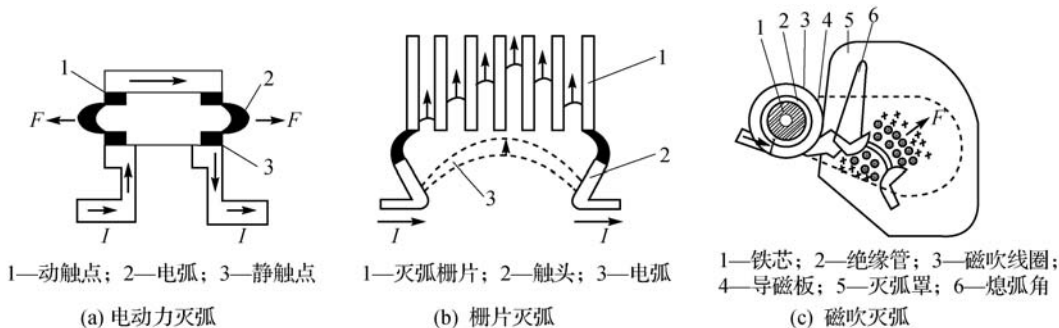 1
2
F
F
3
I
I
1—动触点；2—电弧；3—静触点
(a) 电动力灭弧
1
2
3
I
I
1—灭弧栅片；2—触头；3—电弧
(b) 栅片灭弧
1 2 3 4 5 6
F
1—铁芯；2—绝缘管；3—磁吹线圈；
4—导磁板；5—灭弧罩；6—熄弧角
(c) 磁吹灭弧